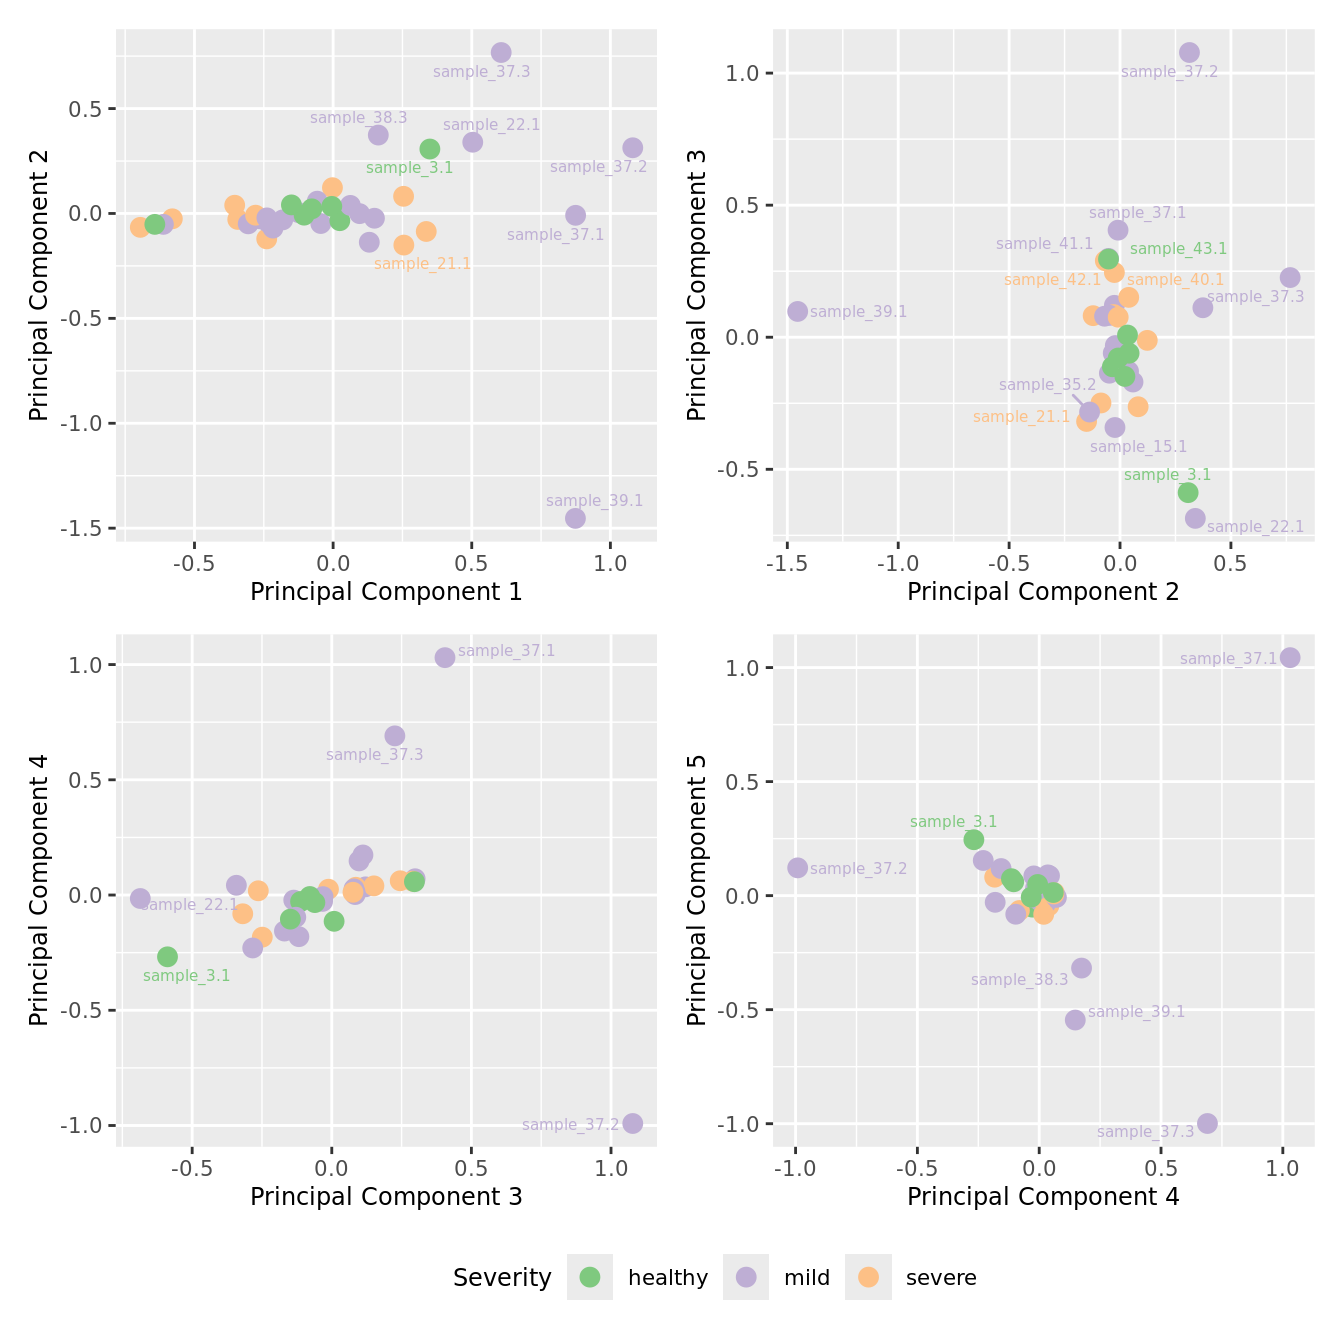 sample_37.3
sample_38.3
sample_22.1
sample_3.1
sample_37.2
sample_37.1
sample_21.1
sample_39.1
0.5
0.0
-0.5
-1.0
-1.5
-0.5
0.0
0.5
1.0
Principal Component 1
Principal Component 2
sample_37.2
sample_37.1
sample_41.1
sample_43.1
sample_42.1
sample_40.1
sample_37.3
sample_39.1
sample_35.2
sample_21.1
sample_15.1
sample_3.1
sample_22.1
1.0
0.5
0.0
-0.5
-1.5
-1.0
-0.5
0.0
0.5
Principal Component 2
Principal Component 3
sample_37.1
sample_37.3
sample_22.1
sample_3.1
sample_37.2
1.0
0.5
0.0
-0.5
-1.0
-0.5
0.0
0.5
1.0
Principal Component 3
Principal Component 4
sample_37.1
sample_3.1
sample_37.2
sample_38.3
sample_39.1
sample_37.3
1.0
0.5
0.0
-0.5
-1.0
-1.0
-0.5
0.0
0.5
1.0
Principal Component 4
Principal Component 5
Severity
healthy
mild
severe